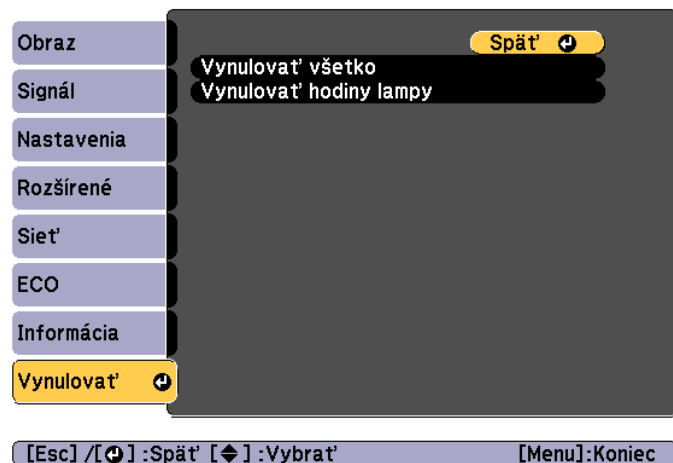 Obraz
Signál
Nastavenia
Rozšírené
Sieť
ECO
Informácia
Vynulovať
Späť
Vynulovať všetko
Vynulovať hodiny lampy
[Esc] /[ ] :Späť [ ] :Vybrať [Menu]:Koniec